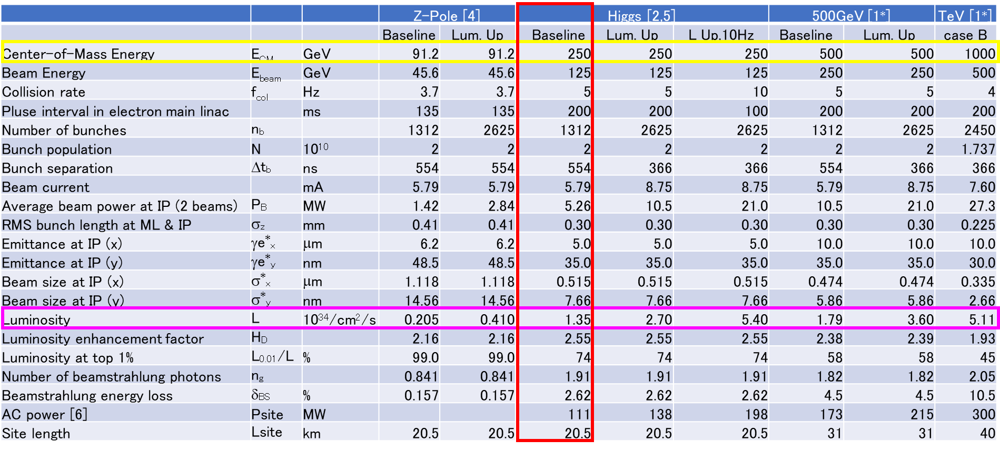 Z-Pole [4] Higgs [2,5] 500GeV [1*] TeV [1*]
Baseline Lum. Up Baseline Lum. Up L Up.10Hz Baseline Lum. Up case B
Center-of-Mass Energy E_CM GeV 91.2 91.2 250 250 250 500 500 1000
Beam Energy E_beam GeV 45.6 45.6 125 125 125 250 250 500
Collision rate f_col Hz 3.7 3.7 5 5 10 5 5 4
Pluse interval in electron main linac ms 135 135 200 200 100 200 200 200
Number of bunches n_b 1312 2625 1312 2625 2625 1312 2625 2450
Bunch population N 10^10 2 2 2 2 2 2 2 1.737
Bunch separation Δt_b ns 554 554 554 366 366 554 366 366
Beam current mA 5.79 5.79 5.79 8.75 8.75 5.79 8.75 7.60
Average beam power at IP (2 beams) P_B MW 1.42 2.84 5.26 10.5 21.0 10.5 21.0 27.3
RMS bunch length at ML & IP σ_z mm 0.41 0.41 0.30 0.30 0.30 0.30 0.30 0.225
Emittance at IP (x) γe*_x μm 6.2 6.2 5.0 5.0 5.0 10.0 10.0 10.0
Emittance at IP (y) γe*_y nm 48.5 48.5 35.0 35.0 35.0 35.0 35.0 30.0
Beam size at IP (x) σ*_x μm 1.118 1.118 0.515 0.515 0.515 0.474 0.474 0.335
Beam size at IP (y) σ*_y nm 14.56 14.56 7.66 7.66 7.66 5.86 5.86 2.66
Luminosity L 10^34/cm^2/s 0.205 0.410 1.35 2.70 5.40 1.79 3.60 5.11
Luminosity enhancement factor H_D 2.16 2.16 2.55 2.55 2.55 2.38 2.39 1.93
Luminosity at top 1% L_0.01/L % 99.0 99.0 74 74 74 58 58 45
Number of beamstrahlung photons n_g 0.841 0.841 1.91 1.91 1.91 1.82 1.82 2.05
Beamstrahlung energy loss δ_BS % 0.157 0.157 2.62 2.62 2.62 4.5 4.5 10.5
AC power [6] Psite MW 111 138 198 173 215 300
Site length Lsite km 20.5 20.5 20.5 20.5 20.5 31 31 40